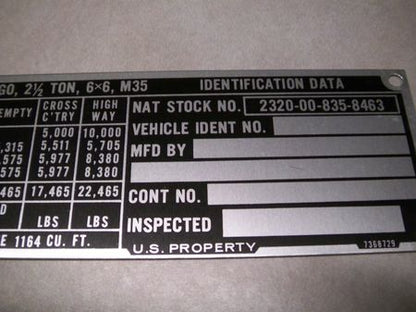 GO, 2½ TON, 6×6, M35 IDENTIFICATION DATA
EMPTY CROSS C'TRY HIGH WAY NAT STOCK NO. 2320-00-835-8463
5,000 10,000 VEHICLE IDENT NO.
,315 5,511 5,705
,575 5,977 8,380 MFD BY
,575 5,977 8,380
,465 17,465 22,465 CONT NO.
D LBS LBS INSPECTED
E 1164 CU. FT. U.S. PROPERTY 7368729